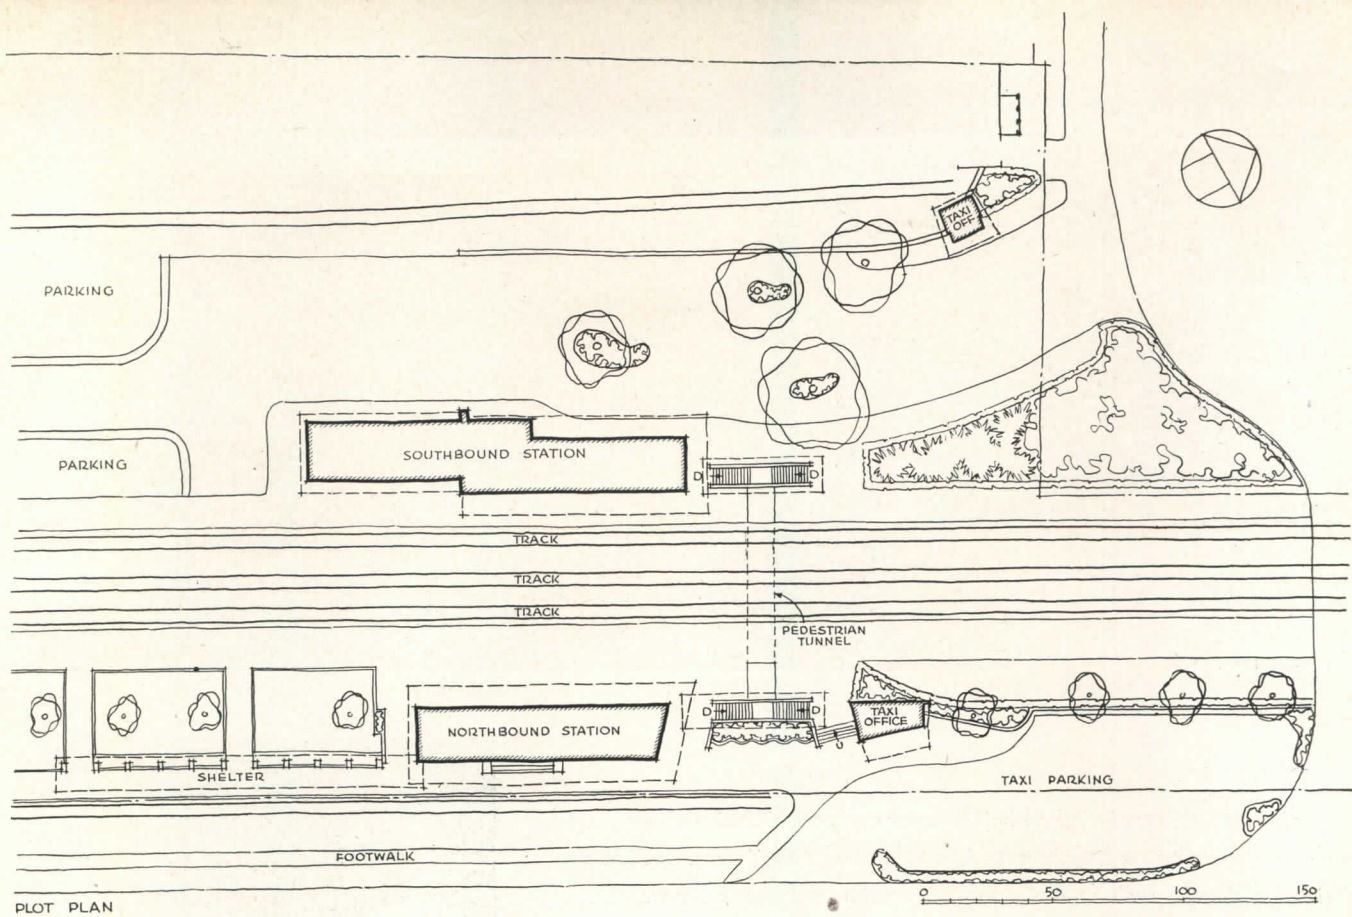 TAXI
OFF.
PARKING
PARKING
SOUTHBOUND STATION
D
D
TRACK
TRACK
TRACK
PEDESTRIAN
TUNNEL
D
D
TAXI
OFFICE
NORTHBOUND STATION
U
SHELTER
TAXI PARKING
FOOTWALK
0 50 100 150
PLOT PLAN